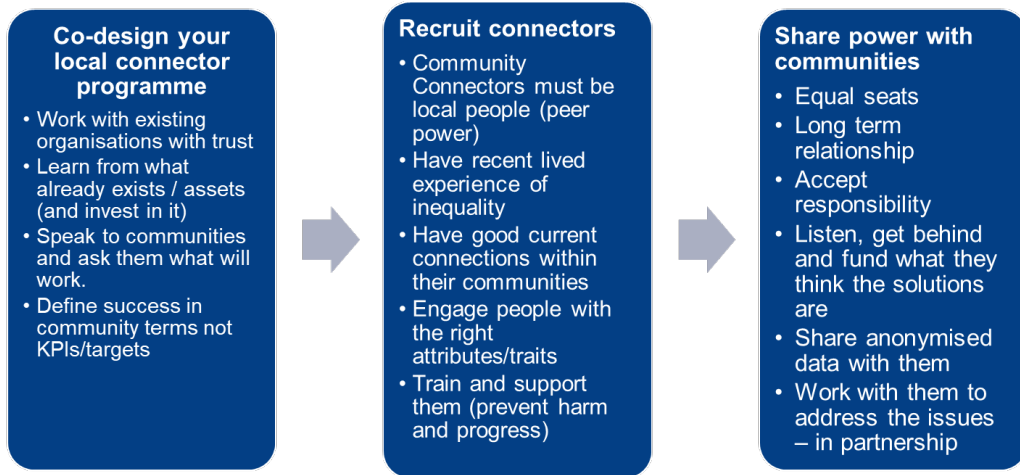 Co-design your
local connector
programme
• Work with existing
organisations with trust
• Learn from what
already exists / assets
(and invest in it)
• Speak to communities
and ask them what will
work.
• Define success in
community terms not
KPIs/targets
Recruit connectors
• Community
Connectors must be
local people (peer
power)
• Have recent lived
experience of
inequality
• Have good current
connections within
their communities
• Engage people with
the right
attributes/traits
• Train and support
them (prevent harm
and progress)
Share power with
communities
• Equal seats
• Long term
relationship
• Accept
responsibility
• Listen, get behind
and fund what they
think the solutions
are
• Share anonymised
data with them
• Work with them to
address the issues
– in partnership